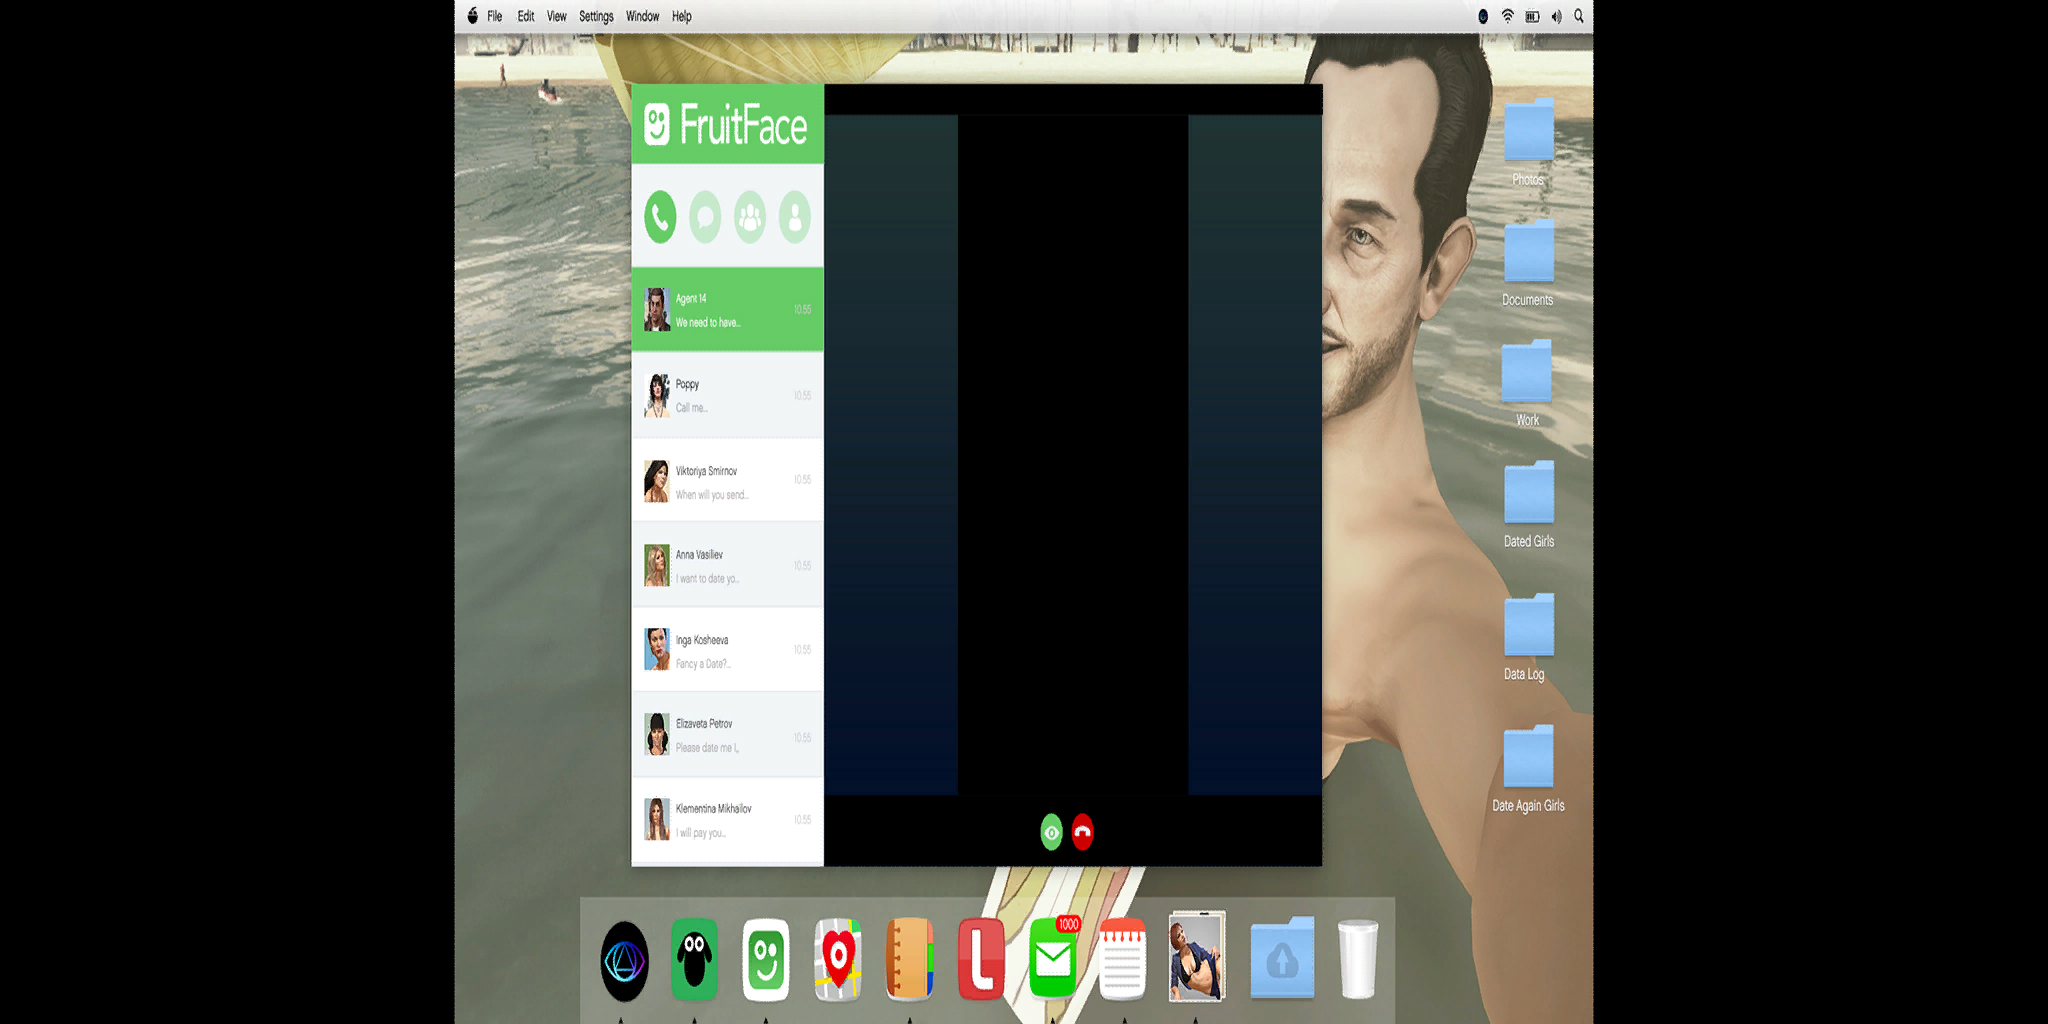 File Edit View Settings Window Help
FruitFace
Agent 14
We need to have...
10:55
Poppy
Call me...
10:55
Viktoriya Smirnov
When will you send...
10:55
Anna Vasiliev
I want to date yo...
10:55
Inga Kosheeva
Fancy a Date?...
10:55
Elizaveta Petrov
Please date me I,
10:55
Klementina Mikhailov
I will pay you...
10:55
Photos
Documents
Work
Dated Girls
Data Log
Date Again Girls
L
1000